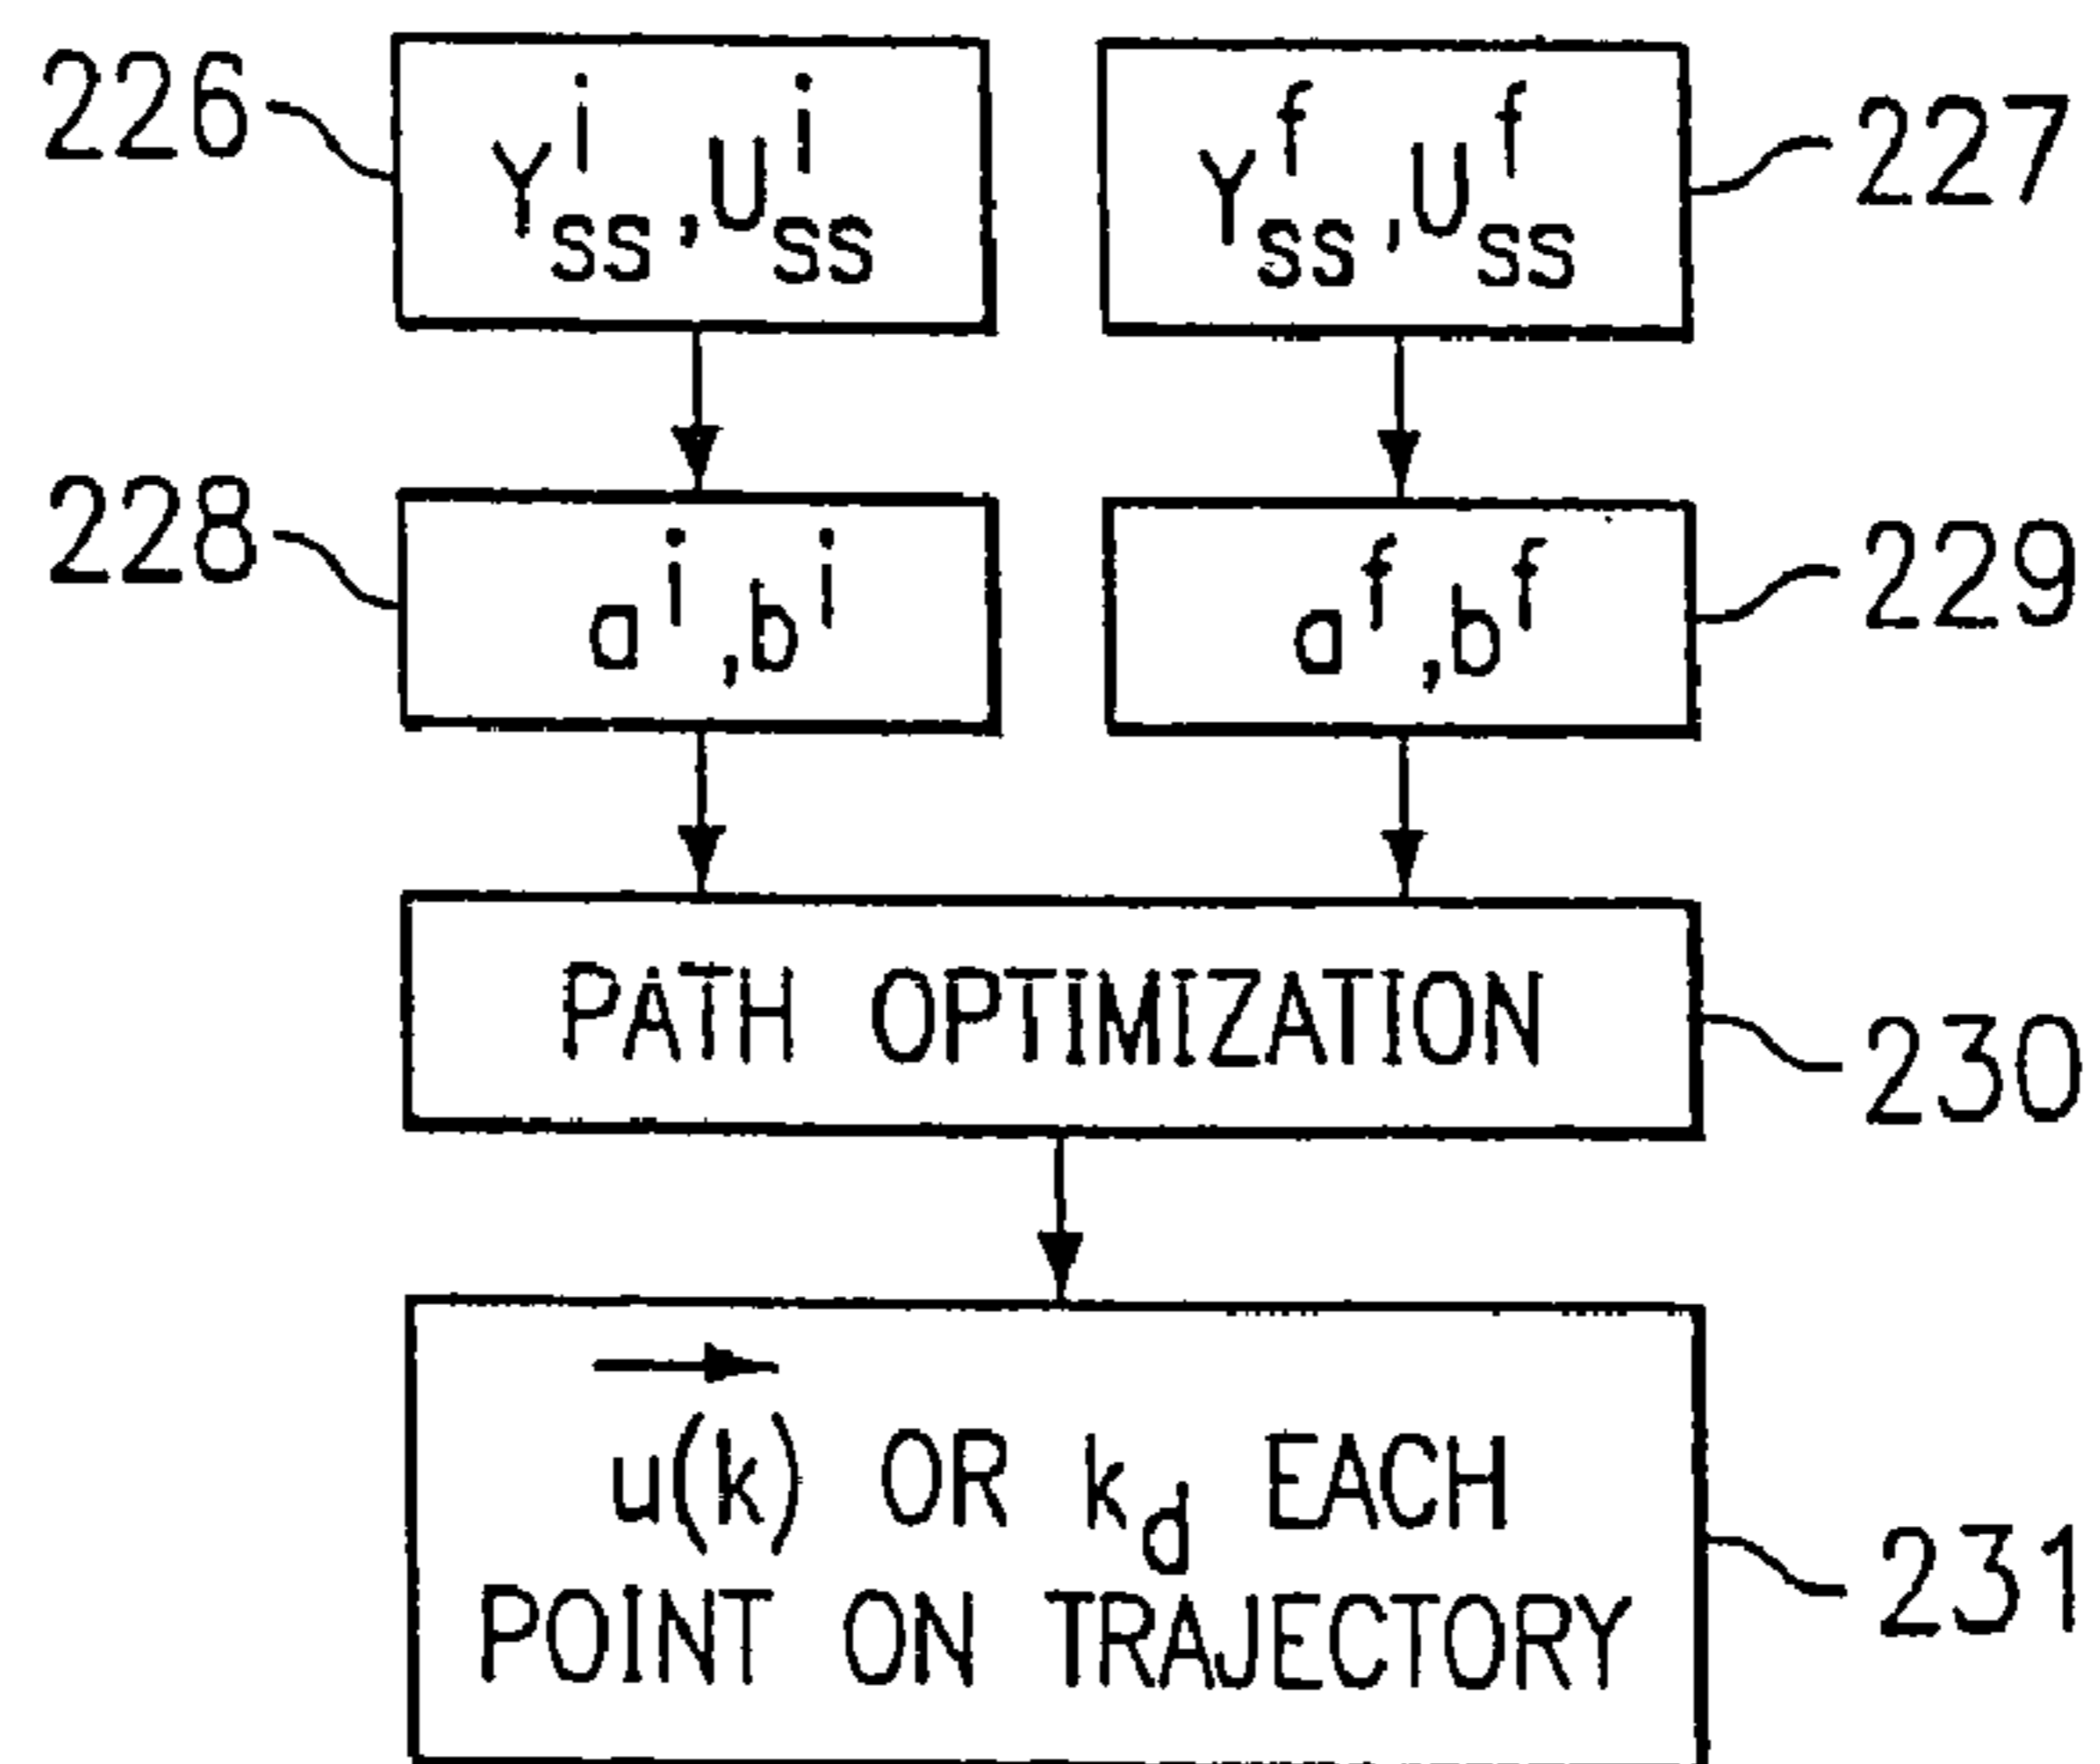 226
Y^i_ss, U^i_ss
Y^f_ss, U^f_ss
227
228
a^i, b^i
a^f, b^f
229
PATH OPTIMIZATION
230
u(k) OR k_d EACH
POINT ON TRAJECTORY
231